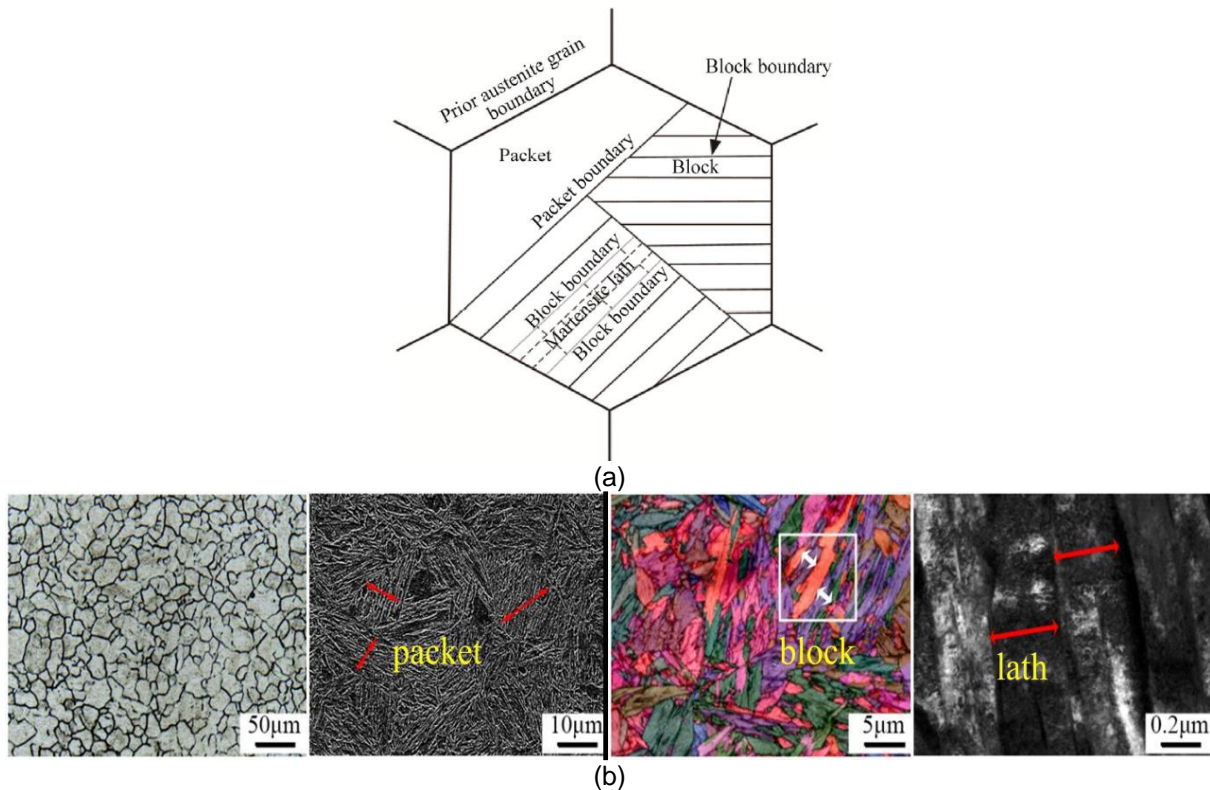 Prior austenite grain
boundary
Block boundary
Packet
Block
Packet boundary
Block boundary
Martensite lath
Block boundary
(a)
packet
block
lath
50μm
10μm
5μm
0.2μm
(b)